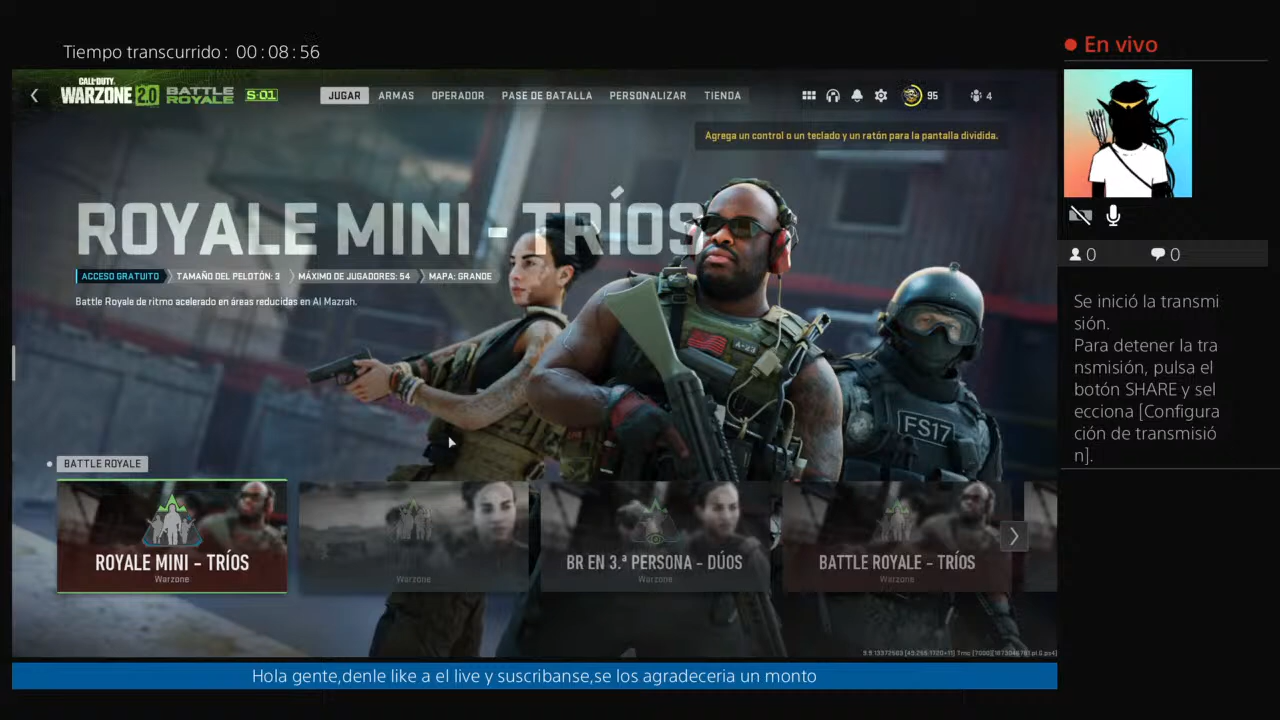 Tiempo transcurrido: 00:08:56
En vivo
CALL OF DUTY
WARZONE 2.0 BATTLE ROYALE S·01
JUGAR ARMAS OPERADOR PASE DE BATALLA PERSONALIZAR TIENDA 95 4
Agrega un control o un teclado y un ratón para la pantalla dividida.
ROYALE MINI - TRÍOS
ACCESO GRATUITO TAMAÑO DEL PELOTÓN: 3 MÁXIMO DE JUGADORES: 54 MAPA: GRANDE
Battle Royale de ritmo acelerado en áreas reducidas en Al Mazrah.
A-23
FS17
BATTLE ROYALE
ROYALE MINI - TRÍOS
Warzone
Warzone
BR EN 3.ª PERSONA - DÚOS
Warzone
BATTLE ROYALE - TRÍOS
Warzone
Hola gente,denle like a el live y suscribanse,se los agradeceria un monto
0 0
Se inició la transmi
sión.
Para detener la tra
nsmisión, pulsa el
botón SHARE y sel
ecciona [Configura
ción de transmisió
n].